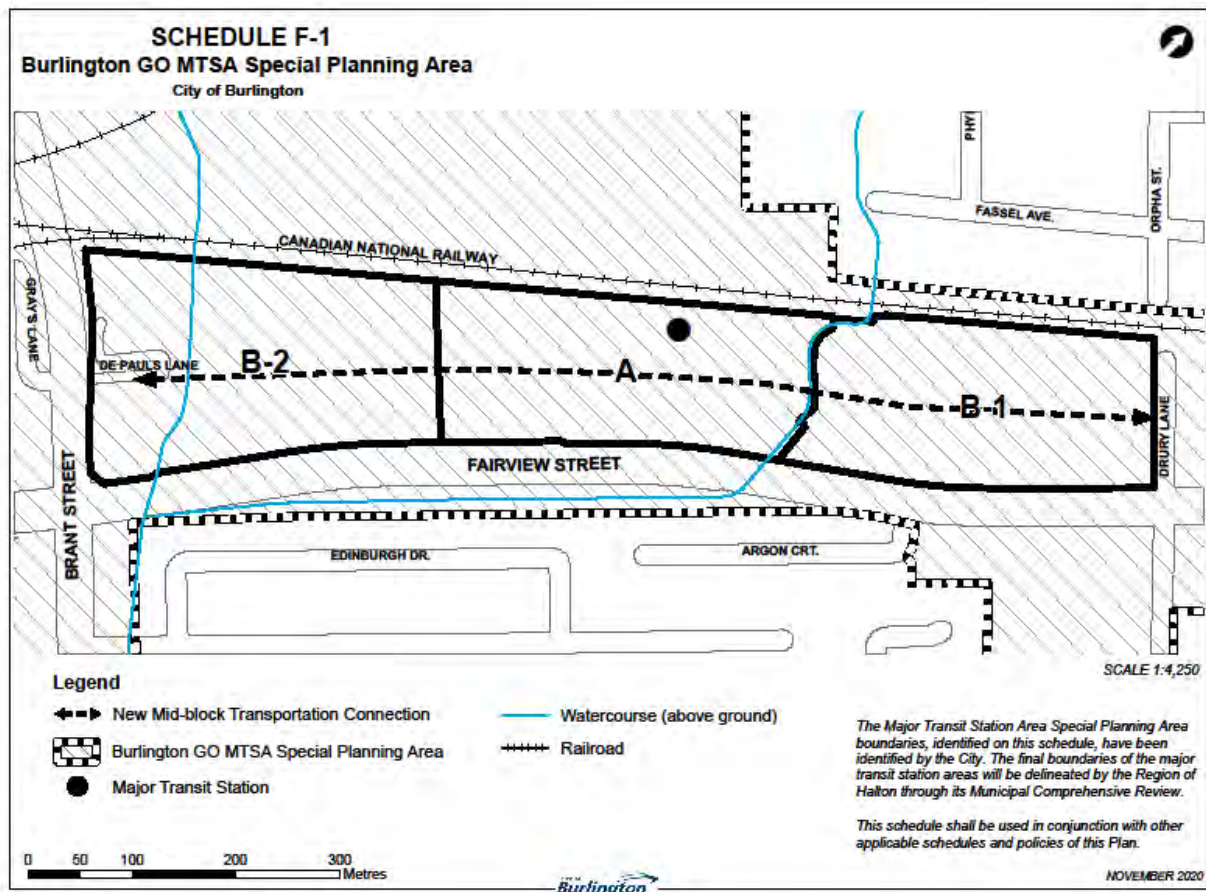 SCHEDULE F-1
Burlington GO MTSA Special Planning Area
City of Burlington
PHYL
ORPHA ST.
FASSEL AVE.
CANADIAN NATIONAL RAILWAY
GRAY'S LANE
DE PAULS LANE
B-2
A
B-1
DRURY LANE
FAIRVIEW STREET
BRANT STREET
EDINBURGH DR.
ARGON CRT.
SCALE 1:4,250
Legend
New Mid-block Transportation Connection
Burlington GO MTSA Special Planning Area
Major Transit Station
Watercourse (above ground)
Railroad
The Major Transit Station Area Special Planning Area
boundaries, identified on this schedule, have been
identified by the City. The final boundaries of the major
transit station areas will be delineated by the Region of
Halton through its Municipal Comprehensive Review.
This schedule shall be used in conjunction with other
applicable schedules and policies of this Plan.
0 50 100 200 300
Metres
Burlington
NOVEMBER 2020